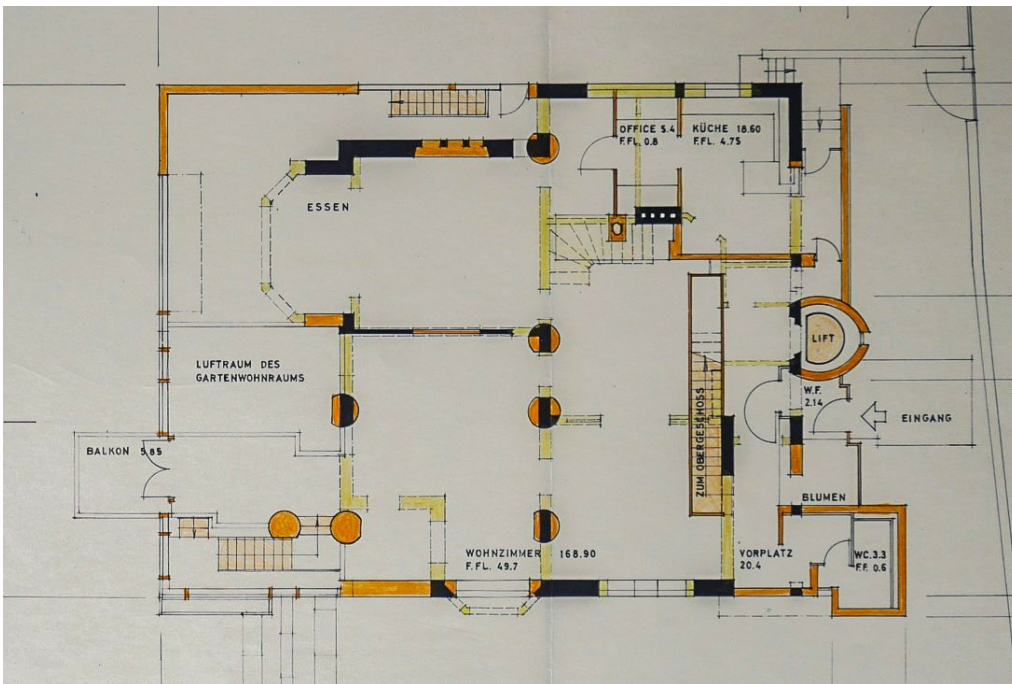 OFFICE 5.4
F.FL. 0.8
KÜCHE 18.60
F.FL. 4.75
ESSEN
LIFT
LUFTRAUM DES
GARTENWOHNRAUMS
W.F.
2.14
EINGANG
ZUM OBERGESCHOSS
BALKON 5.85
BLUMEN
WOHNZIMMER 168.90
F.FL. 49.7
VORPLATZ
20.4
WC.3.3
F.F. 0.6